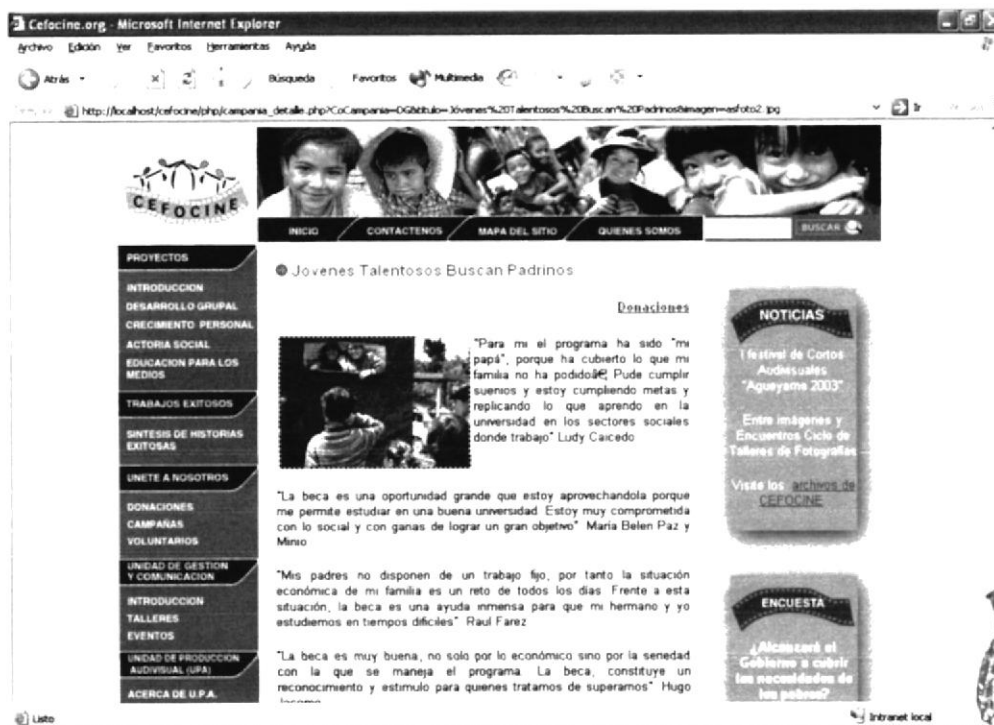 Cefocine.org - Microsoft Internet Explorer
Archivo Edición Ver Favoritos Herramientas Ayuda
Atrás Búsqueda Favoritos Multimedia
http://localhost/cefocine/php/campania_detalle.php?CoCampania=DG&titulo=Jóvenes%20Talentosos%20Buscan%20Padrinos&imagen=asfoto2.jpg Ir
CEFOCINE
INICIO CONTACTENOS MAPA DEL SITIO QUIENES SOMOS BUSCAR
PROYECTOS
INTRODUCCION
DESARROLLO GRUPAL
CRECIMIENTO PERSONAL
ACTORIA SOCIAL
EDUCACION PARA LOS
MEDIOS
TRABAJOS EXITOSOS
SINTESIS DE HISTORIAS
EXITOSAS
UNETE A NOSOTROS
DONACIONES
CAMPAÑAS
VOLUNTARIOS
UNIDAD DE GESTION
Y COMUNICACION
INTRODUCCION
TALLERES
EVENTOS
UNIDAD DE PRODUCCION
AUDIVISUAL (UPA)
ACERCA DE U.P.A.
Jovenes Talentosos Buscan Padrinos
Donaciones
"Para mi el programa ha sido "mi
papá", porque ha cubierto lo que mi
familia no ha podidoâ€¦ Pude cumplir
suenios y estoy cumpliendo metas y
replicando lo que aprendo en la
universidad en los sectores sociales
donde trabajo" Ludy Caicedo
"La beca es una oportunidad grande que estoy aprovechandola porque
me permite estudiar en una buena universidad. Estoy muy comprometida
con lo social y con ganas de lograr un gran objetivo" Maria Belen Paz y
Minio
"Mis padres no disponen de un trabajo fijo, por tanto la situación
económica de mi familia es un reto de todos los días. Frente a esta
situación, la beca es una ayuda inmensa para que mi hermano y yo
estudiemos en tiempos dificiles". Raul Farez
"La beca es muy buena, no solo por lo económico sino por la seriedad
con la que se maneja el programa. La beca, constituye un
reconocimiento y estimulo para quienes tratamos de superarnos" Hugo
NOTICIAS
I festival de Cortos
Audiesuales
"Agueyama 2003"
Entre imágenes y
Encuentros Ciclo de
Talleres de Fotografías
Visite los archivos de
CEFOCINE
ENCUESTA
¿Alcanzará el
Gobierno a cubrir
las necesidades de
los pobres?
Listo
Intranet local